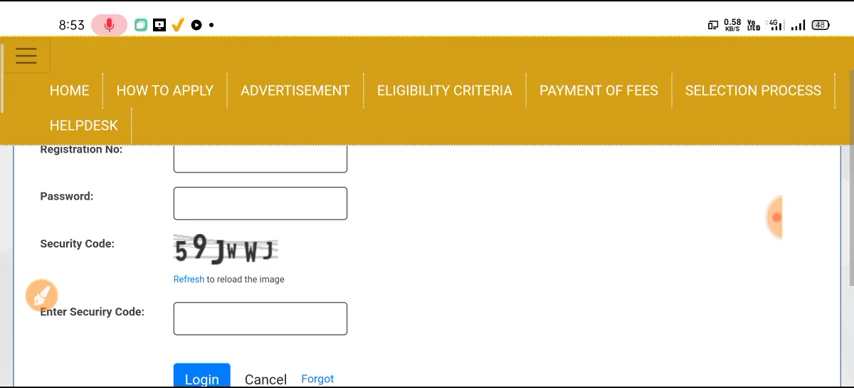 8:53 0.58 KB/S Vo LTED 4G 48
HOME HOW TO APPLY ADVERTISEMENT ELIGIBILITY CRITERIA PAYMENT OF FEES SELECTION PROCESS
HELPDESK
Registration No:
Password:
Security Code: 59JWWJ
Refresh to reload the image
Enter Securiry Code:
Login Cancel Forgot